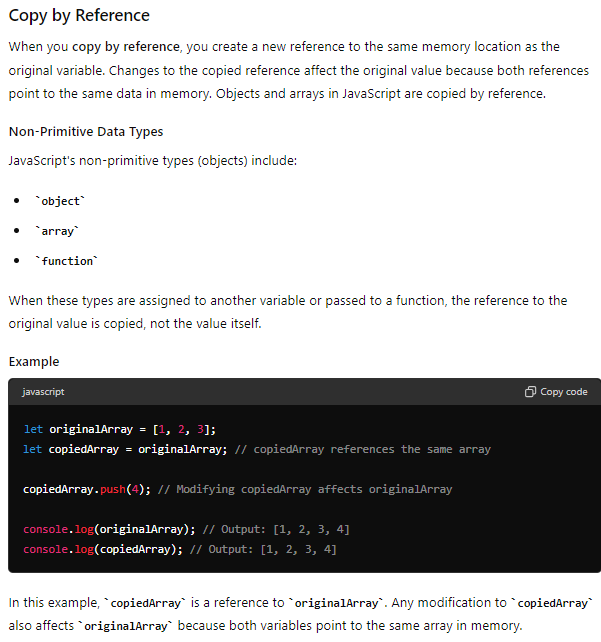 Copy by Reference
When you copy by reference, you create a new reference to the same memory location as the
original variable. Changes to the copied reference affect the original value because both references
point to the same data in memory. Objects and arrays in JavaScript are copied by reference.
Non-Primitive Data Types
JavaScript's non-primitive types (objects) include:
• `object`
• `array`
• `function`
When these types are assigned to another variable or passed to a function, the reference to the
original value is copied, not the value itself.
Example
javascript Copy code
let originalArray = [1, 2, 3];
let copiedArray = originalArray; // copiedArray references the same array
copiedArray.push(4); // Modifying copiedArray affects originalArray
console.log(originalArray); // Output: [1, 2, 3, 4]
console.log(copiedArray); // Output: [1, 2, 3, 4]
In this example, `copiedArray` is a reference to `originalArray`. Any modification to `copiedArray`
also affects `originalArray` because both variables point to the same array in memory.